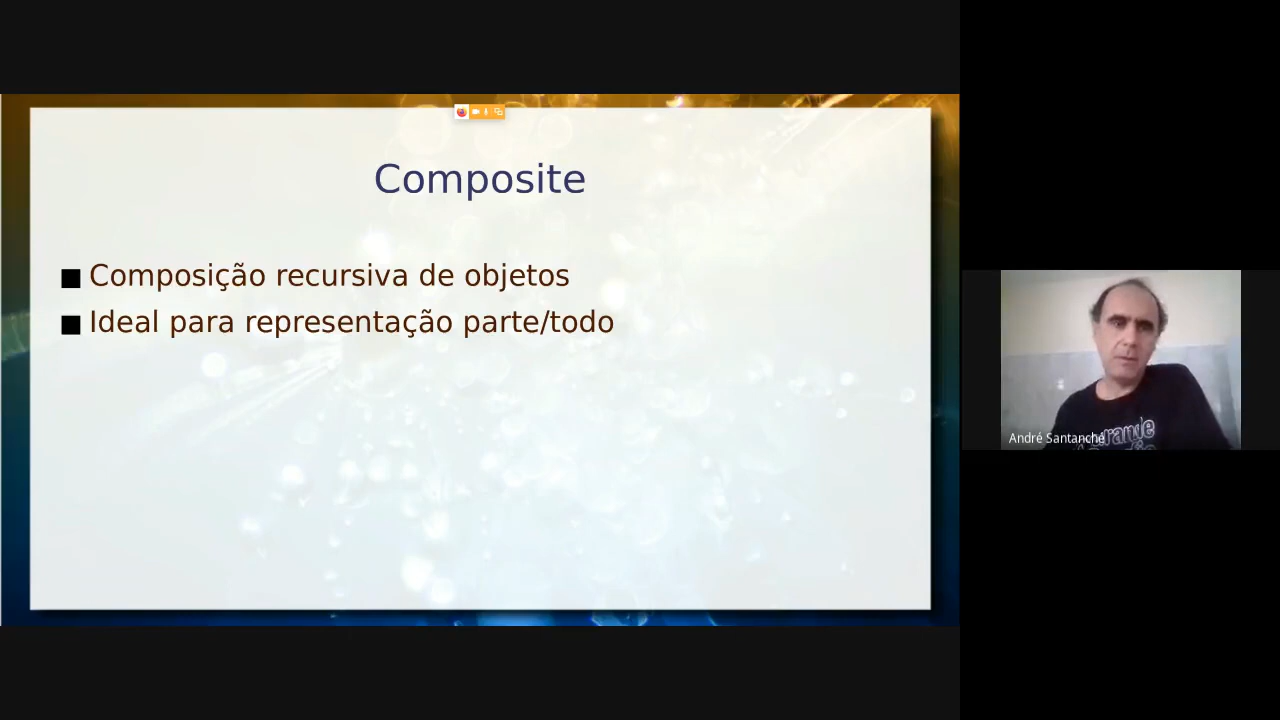 Composite
Composição recursiva de objetos
Ideal para representação parte/todo
André Santanchè